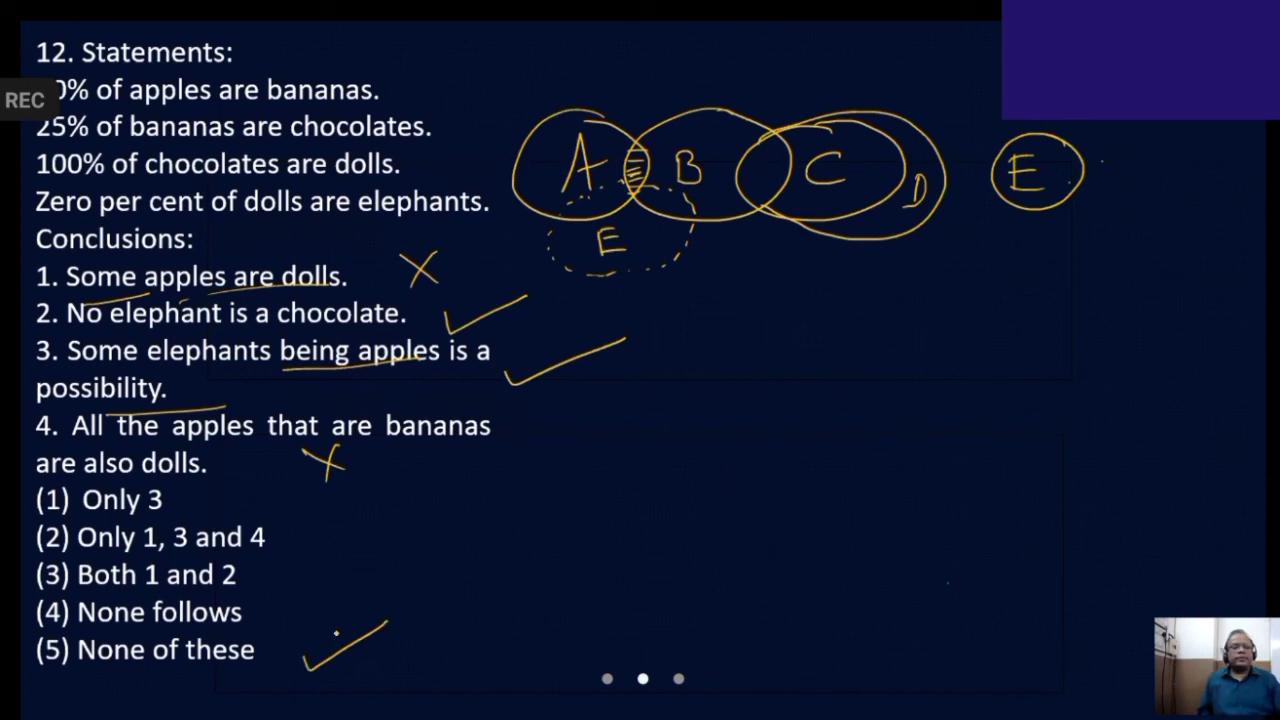 12. Statements:
0% of apples are bananas.
REC
25% of bananas are chocolates.
100% of chocolates are dolls.
Zero per cent of dolls are elephants.
Conclusions:
1. Some apples are dolls.
2. No elephant is a chocolate.
3. Some elephants being apples is a
possibility.
4. All the apples that are bananas
are also dolls.
(1) Only 3
(2) Only 1, 3 and 4
(3) Both 1 and 2
(4) None follows
(5) None of these
A B C D E
E